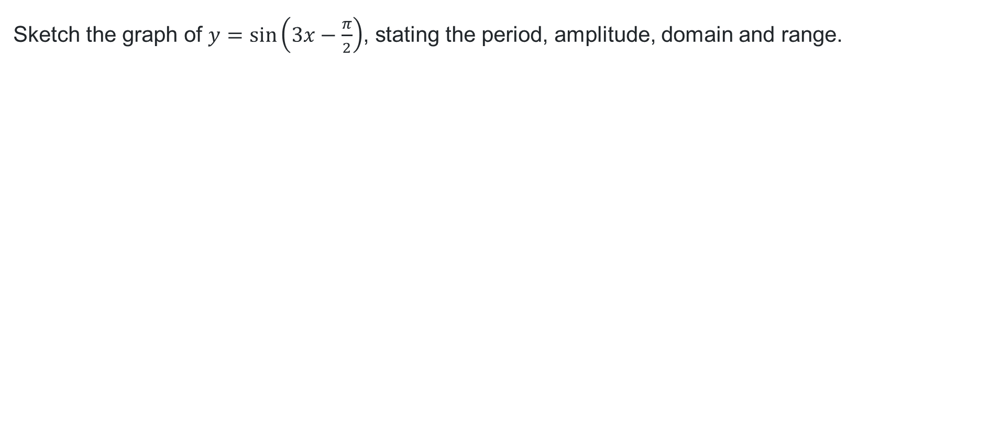 Sketch the graph of y = sin(3x − π/2), stating the period, amplitude, domain and range.